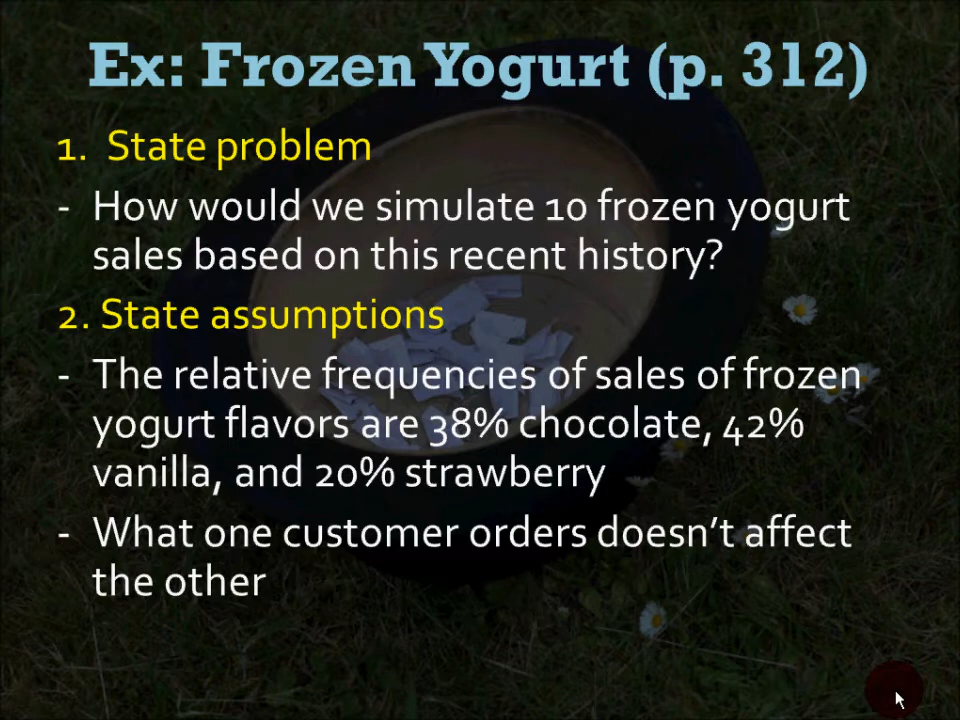 Ex: Frozen Yogurt (p. 312)
1. State problem
- How would we simulate 10 frozen yogurt
sales based on this recent history?
2. State assumptions
- The relative frequencies of sales of frozen
yogurt flavors are 38% chocolate, 42%
vanilla, and 20% strawberry
- What one customer orders doesn’t affect
the other